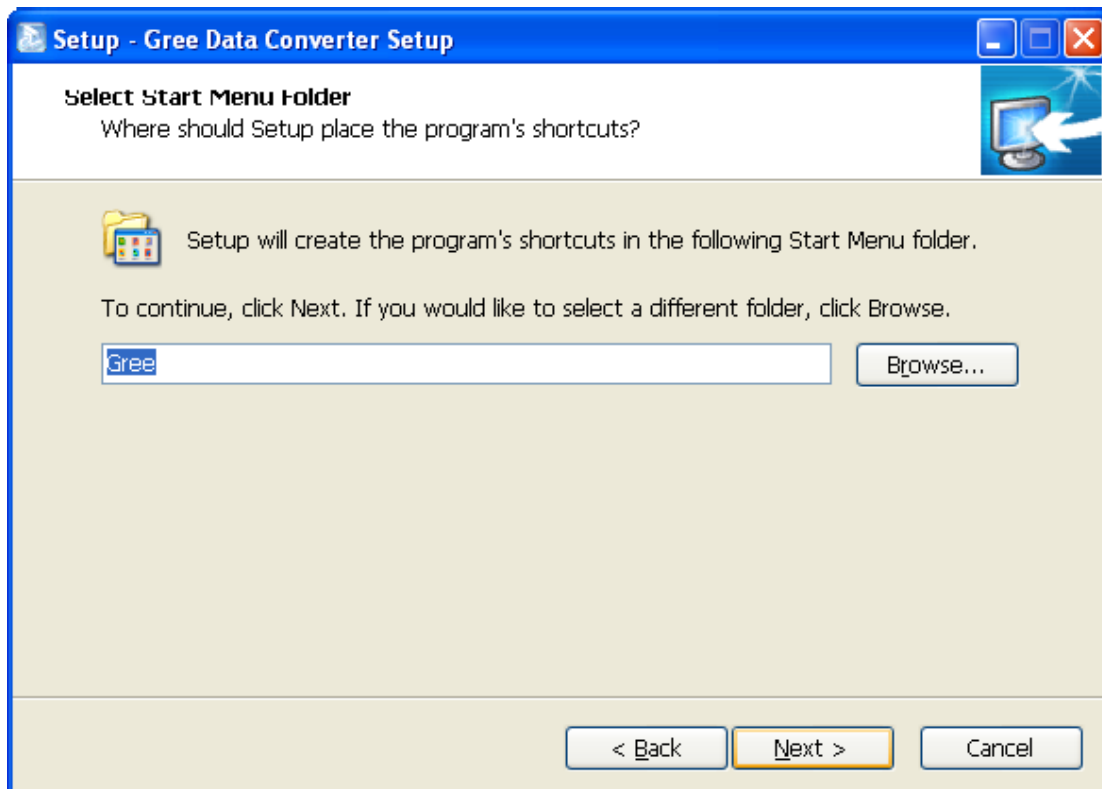 Setup - Gree Data Converter Setup
Select Start Menu Folder
Where should Setup place the program's shortcuts?
Setup will create the program's shortcuts in the following Start Menu folder.
To continue, click Next. If you would like to select a different folder, click Browse.
Gree
Browse...
< Back
Next >
Cancel